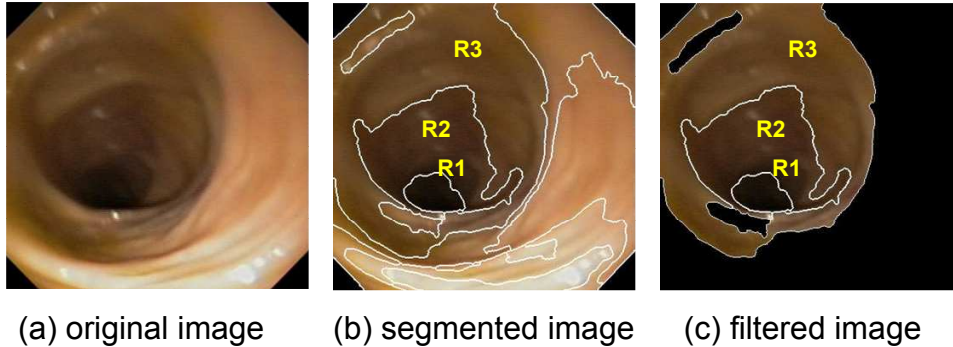 R3
R2
R1
R3
R2
R1
(a) original image
(b) segmented image
(c) filtered image